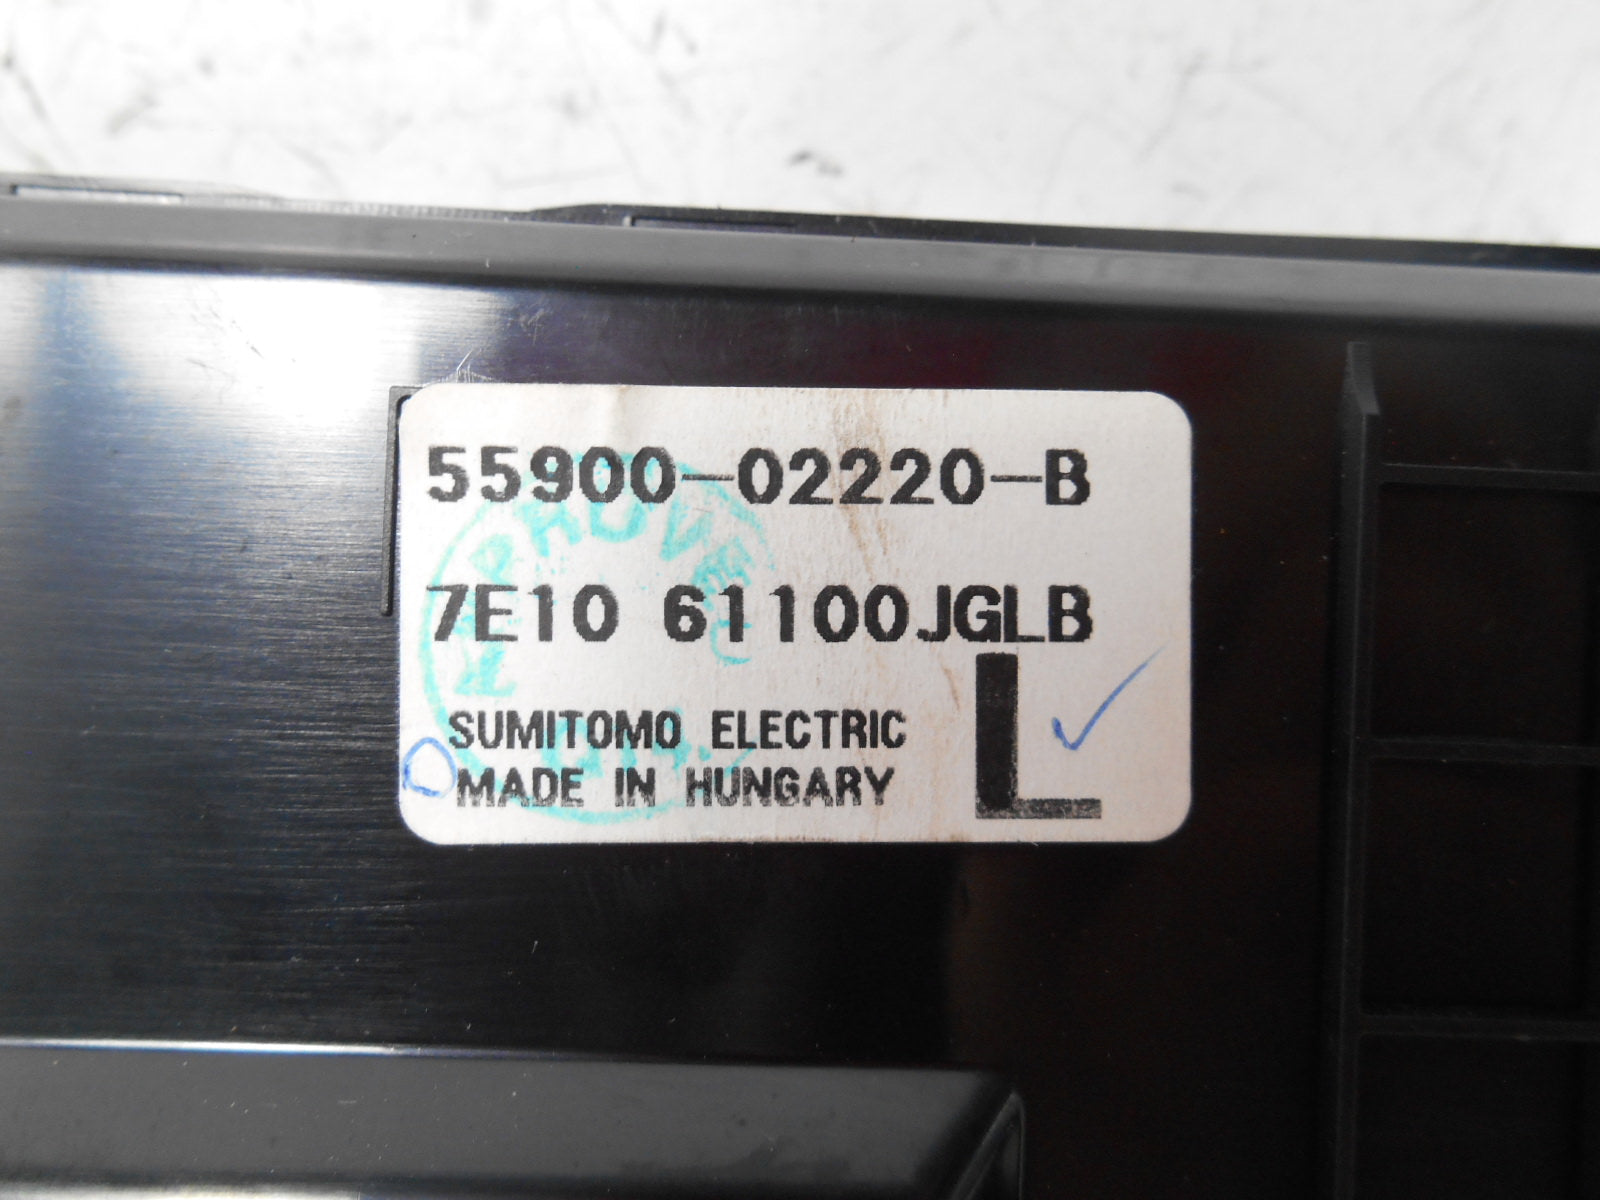 55900-02220-B
7E10 61100JGLB
L
SUMITOMO ELECTRIC
MADE IN HUNGARY